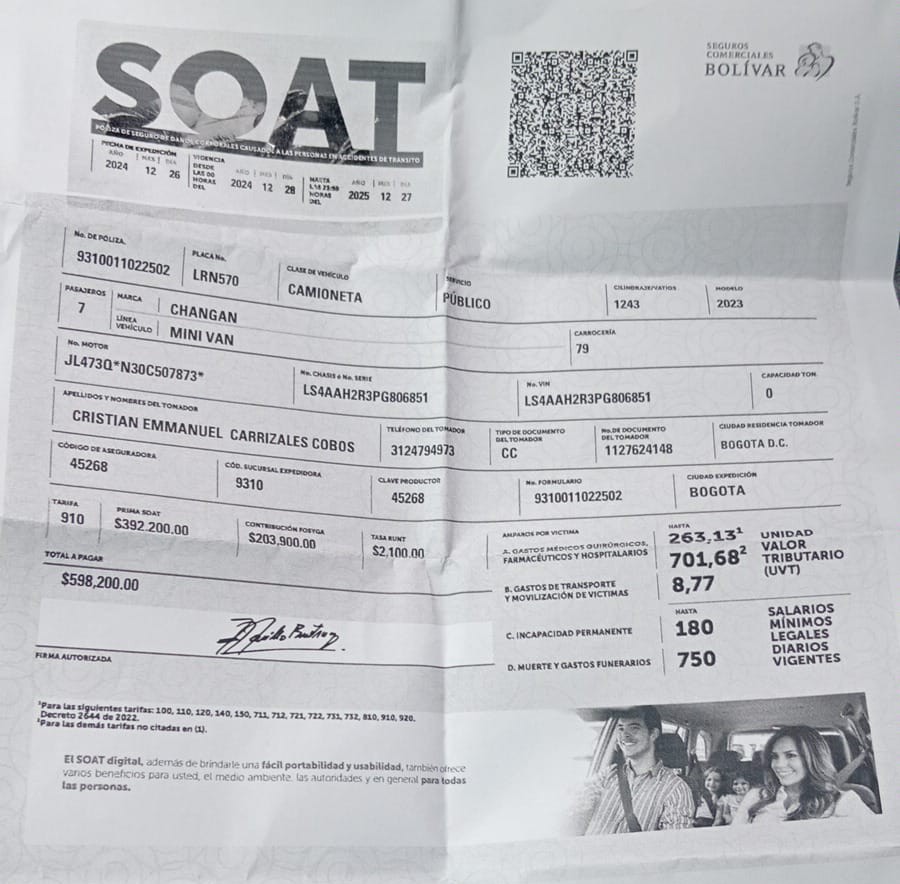 SOAT
SEGUROS
COMERCIALES
BOLÍVAR
PÓLIZA DE SEGURO DE DAÑOS CORPORALES CAUSADOS A LAS PERSONAS EN ACCIDENTES DE TRÁNSITO
FECHA DE EXPEDICIÓN
AÑO | MES | DÍA
2024 12 26
VIGENCIA
DESDE
LAS 00
HORAS
DEL
AÑO | MES | DÍA
2024 12 28
HASTA
LAS 23:59
HORAS
DEL
AÑO | MES | DÍA
2025 12 27
No. DE PÓLIZA.
9310011022502
PLACA No.
LRN570
CLASE DE VEHÍCULO
CAMIONETA
SERVICIO
PÚBLICO
CILINDRAJE/VATIOS
1243
MODELO
2023
PASAJEROS
7
MARCA
CHANGAN
LÍNEA
VEHÍCULO
MINI VAN
CARROCERÍA
79
No. MOTOR
JL473Q*N30C507873*
No. CHASIS ó No. SERIE
LS4AAH2R3PG806851
No. VIN
LS4AAH2R3PG806851
CAPACIDAD TON
0
APELLIDOS Y NOMBRES DEL TOMADOR
CRISTIAN EMMANUEL CARRIZALES COBOS
TELÉFONO DEL TOMADOR
3124794973
TIPO DE DOCUMENTO
DEL TOMADOR
CC
No. DE DOCUMENTO
DEL TOMADOR
1127624148
CIUDAD RESIDENCIA TOMADOR
BOGOTA D.C.
CÓDIGO DE ASEGURADORA
45268
CÓD. SUCURSAL EXPEDIDORA
9310
CLAVE PRODUCTOR
45268
No. FORMULARIO
9310011022502
CIUDAD EXPEDICIÓN
BOGOTA
TARIFA
910
PRIMA SOAT
$392.200.00
CONTRIBUCIÓN FOSYGA
$203,900.00
TASA RUNT
$2,100.00
TOTAL A PAGAR
$598,200.00
AMPAROS POR VICTIMA
A. GASTOS MÉDICOS QUIRÚRGICOS,
FARMACÉUTICOS Y HOSPITALARIOS
HASTA
263,13¹
701,68²
B. GASTOS DE TRANSPORTE
Y MOVILIZACIÓN DE VICTIMAS
8,77
UNIDAD
VALOR
TRIBUTARIO
(UVT)
C. INCAPACIDAD PERMANENTE
HASTA
180
D. MUERTE Y GASTOS FUNERARIOS
750
SALARIOS
MÍNIMOS
LEGALES
DIARIOS
VIGENTES
FIRMA AUTORIZADA
¹Para las siguientes tarifas: 100, 110, 120, 140, 150, 711, 712, 721, 722, 731, 732, 810, 910, 920.
Decreto 2644 de 2022.
²Para las demás tarifas no citadas en (1).
El SOAT digital, además de brindarle una fácil portabilidad y usabilidad, también ofrece
varios beneficios para usted, el medio ambiente, las autoridades y en general para todas
las personas.